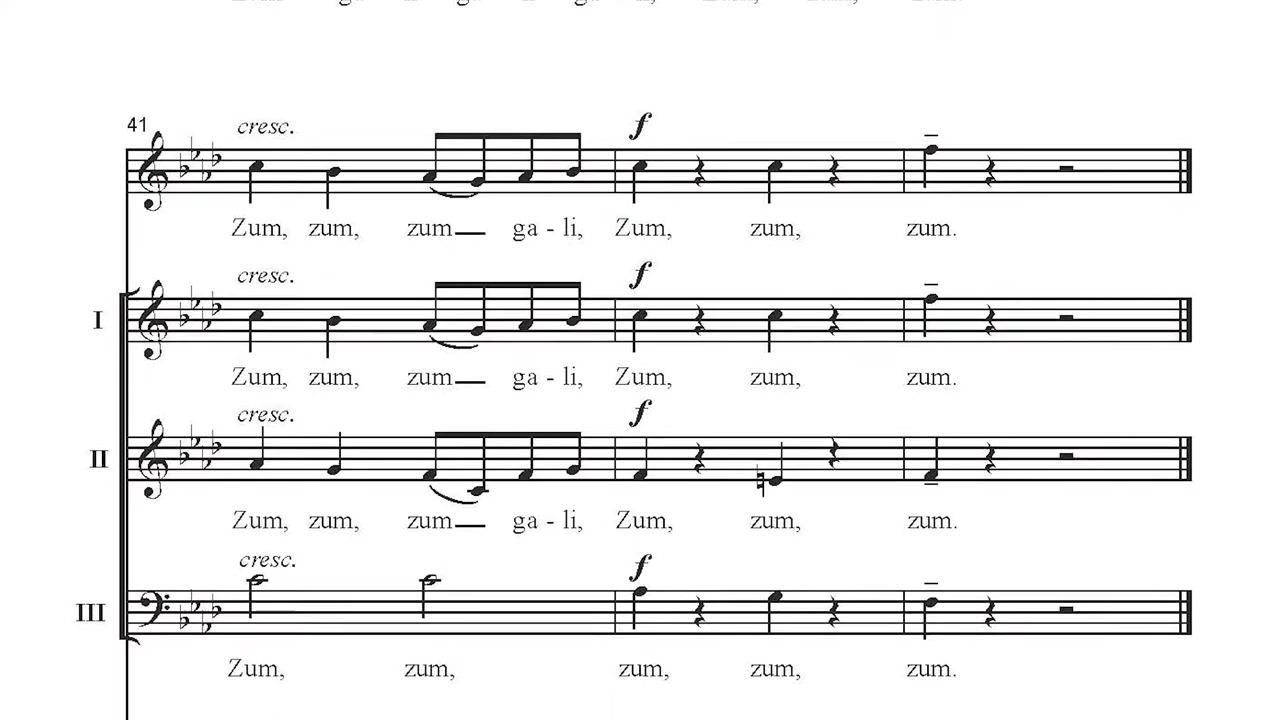 41
cresc.
f
Zum, zum, zum ga - li, Zum, zum, zum.
cresc.
f
I
Zum, zum, zum ga - li, Zum, zum, zum.
cresc.
f
II
Zum, zum, zum ga - li, Zum, zum, zum.
cresc.
f
III
Zum, zum, zum, zum, zum.